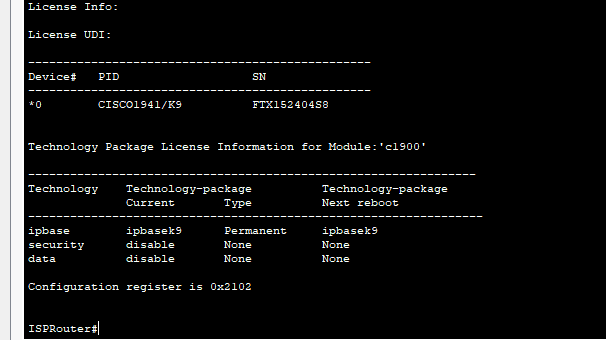 License Info:
License UDI:
-------------------------------------------------
Device#   PID                   SN
-------------------------------------------------
*0        CISCO1941/K9          FTX152404S8
Technology Package License Information for Module:'c1900'
----------------------------------------------------------------
Technology    Technology-package          Technology-package
              Current       Type          Next reboot
-----------------------------------------------------------------
ipbase        ipbasek9      Permanent     ipbasek9
security      disable       None          None
data          disable       None          None
Configuration register is 0x2102
ISPRouter#